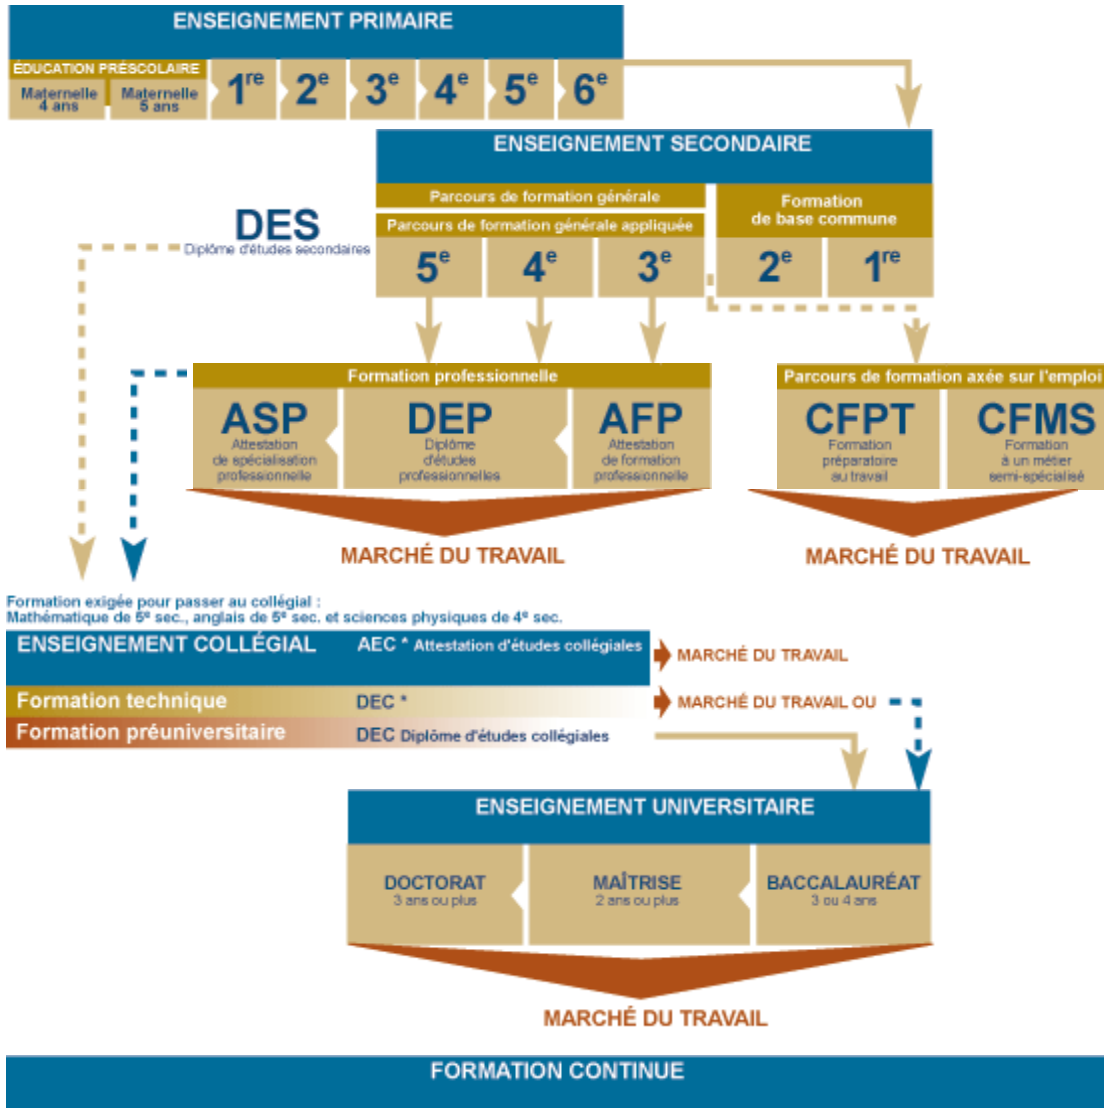 ENSEIGNEMENT PRIMAIRE
ÉDUCATION PRÉSCOLAIRE
Maternelle
4 ans
Maternelle
5 ans
1re
2e
3e
4e
5e
6e
ENSEIGNEMENT SECONDAIRE
Parcours de formation générale
Parcours de formation générale appliquée
Formation
de base commune
DES
Diplôme d'études secondaires
5e
4e
3e
2e
1re
Formation professionnelle
ASP
Attestation
de spécialisation
professionnelle
DEP
Diplôme
d'études
professionnelles
AFP
Attestation
de formation
professionnelle
Parcours de formation axée sur l'emploi
CFPT
Formation
préparatoire
au travail
CFMS
Formation
à un métier
semi-spécialisé
MARCHÉ DU TRAVAIL
MARCHÉ DU TRAVAIL
Formation exigée pour passer au collégial :
Mathématique de 5e sec., anglais de 5e sec. et sciences physiques de 4e sec.
ENSEIGNEMENT COLLÉGIAL
AEC * Attestation d'études collégiales
MARCHÉ DU TRAVAIL
Formation technique
DEC *
MARCHÉ DU TRAVAIL OU
Formation préuniversitaire
DEC Diplôme d'études collégiales
ENSEIGNEMENT UNIVERSITAIRE
DOCTORAT
3 ans ou plus
MAÎTRISE
2 ans ou plus
BACCALAURÉAT
3 ou 4 ans
MARCHÉ DU TRAVAIL
FORMATION CONTINUE